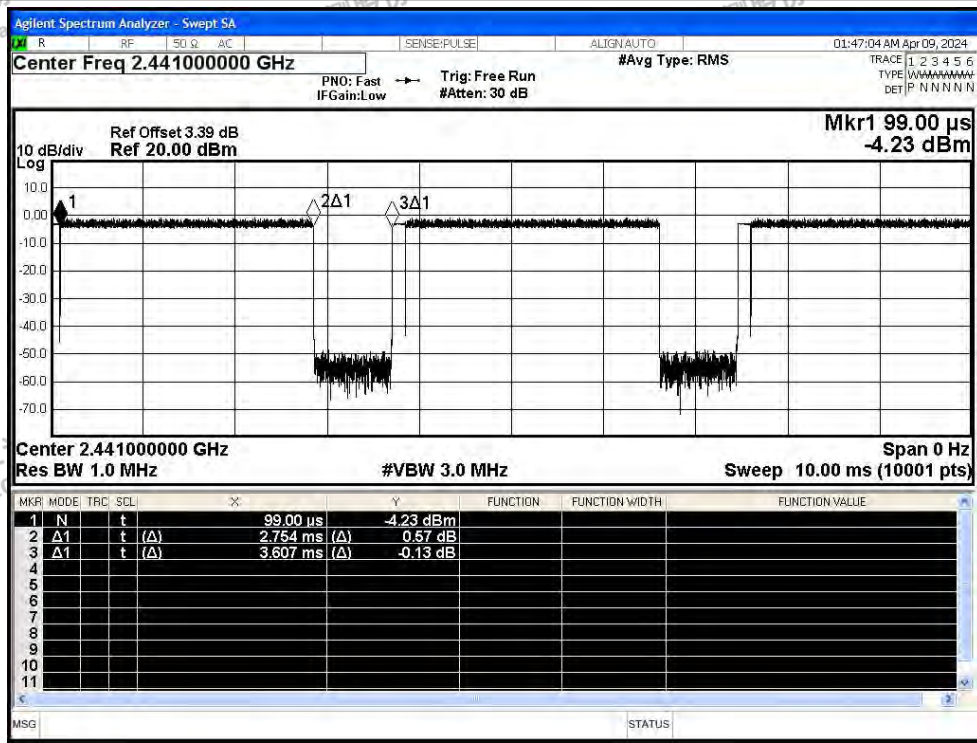 Agilent Spectrum Analyzer - Swept SA
R RF 50 Ω AC SENSE:PULSE ALIGN AUTO 01:47:04 AM Apr 09, 2024
Center Freq 2.441000000 GHz #Avg Type: RMS TRACE 1 2 3 4 5 6
PNO: Fast Trig: Free Run TYPE WWWWWW
IFGain:Low #Atten: 30 dB DET P N N N N N
Mkr1 99.00 µs
Ref Offset 3.39 dB
10 dB/div Ref 20.00 dBm -4.23 dBm
Log
10.0
1 2Δ1 3Δ1
0.00
-10.0
-20.0
-30.0
-40.0
-50.0
-60.0
-70.0
Center 2.441000000 GHz Span 0 Hz
Res BW 1.0 MHz #VBW 3.0 MHz Sweep 10.00 ms (10001 pts)
MKR MODE TRC SCL X Y FUNCTION FUNCTION WIDTH FUNCTION VALUE
1 N t 99.00 µs -4.23 dBm
2 Δ1 t (Δ) 2.754 ms (Δ) 0.57 dB
3 Δ1 t (Δ) 3.607 ms (Δ) -0.13 dB
4
5
6
7
8
9
10
11
MSG STATUS